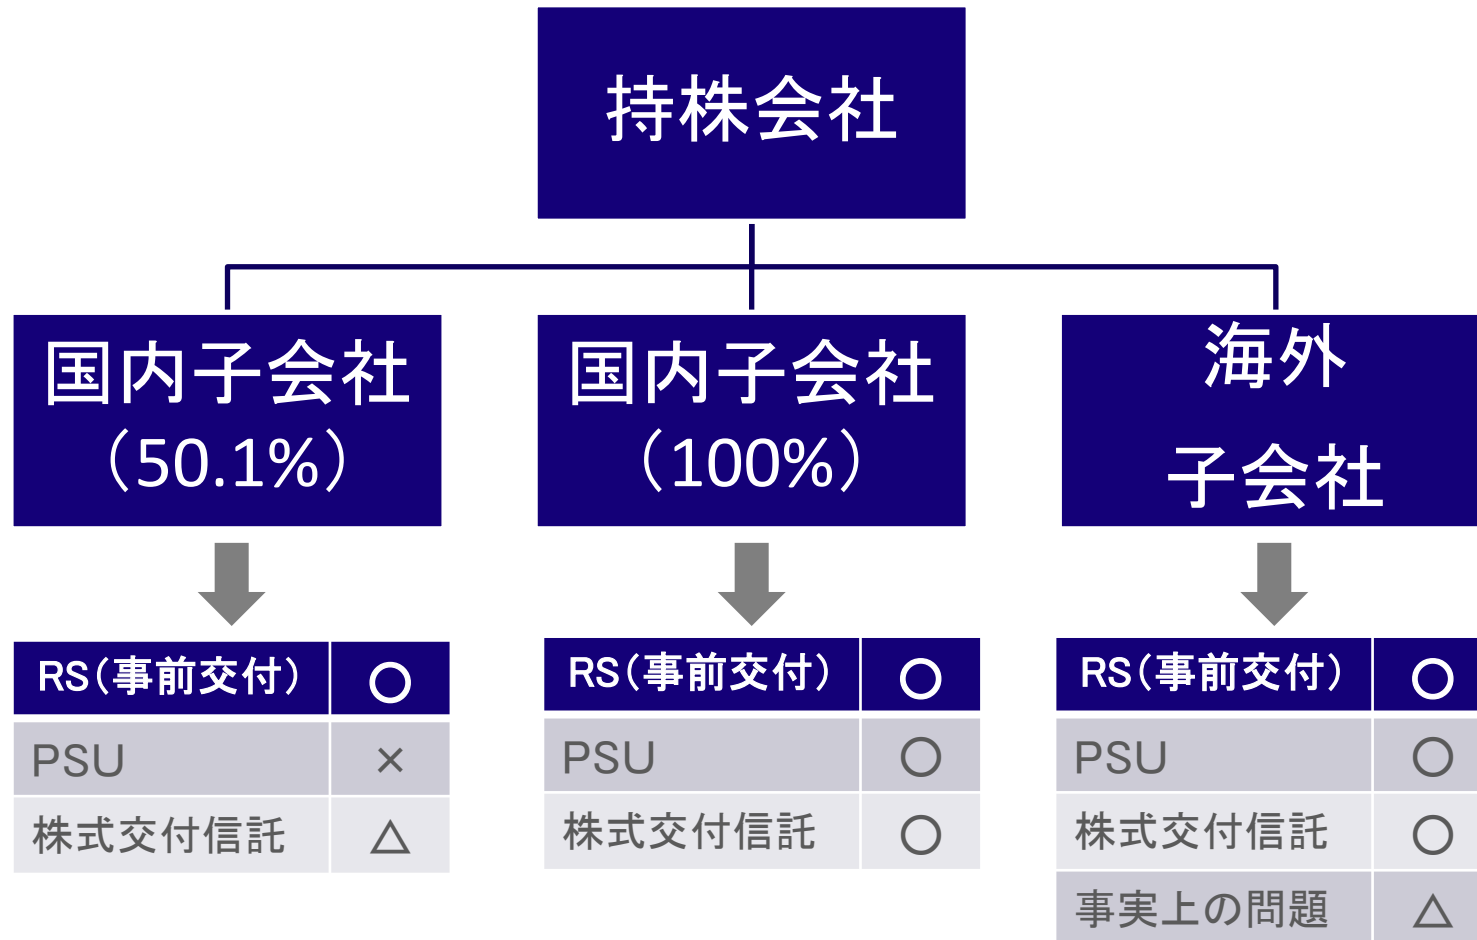 持株会社
国内子会社
（50.1%）
国内子会社
（100%）
海外
子会社
RS（事前交付） ○
PSU ×
株式交付信託 △
RS（事前交付） ○
PSU ○
株式交付信託 ○
RS（事前交付） ○
PSU ○
株式交付信託 ○
事実上の問題 △